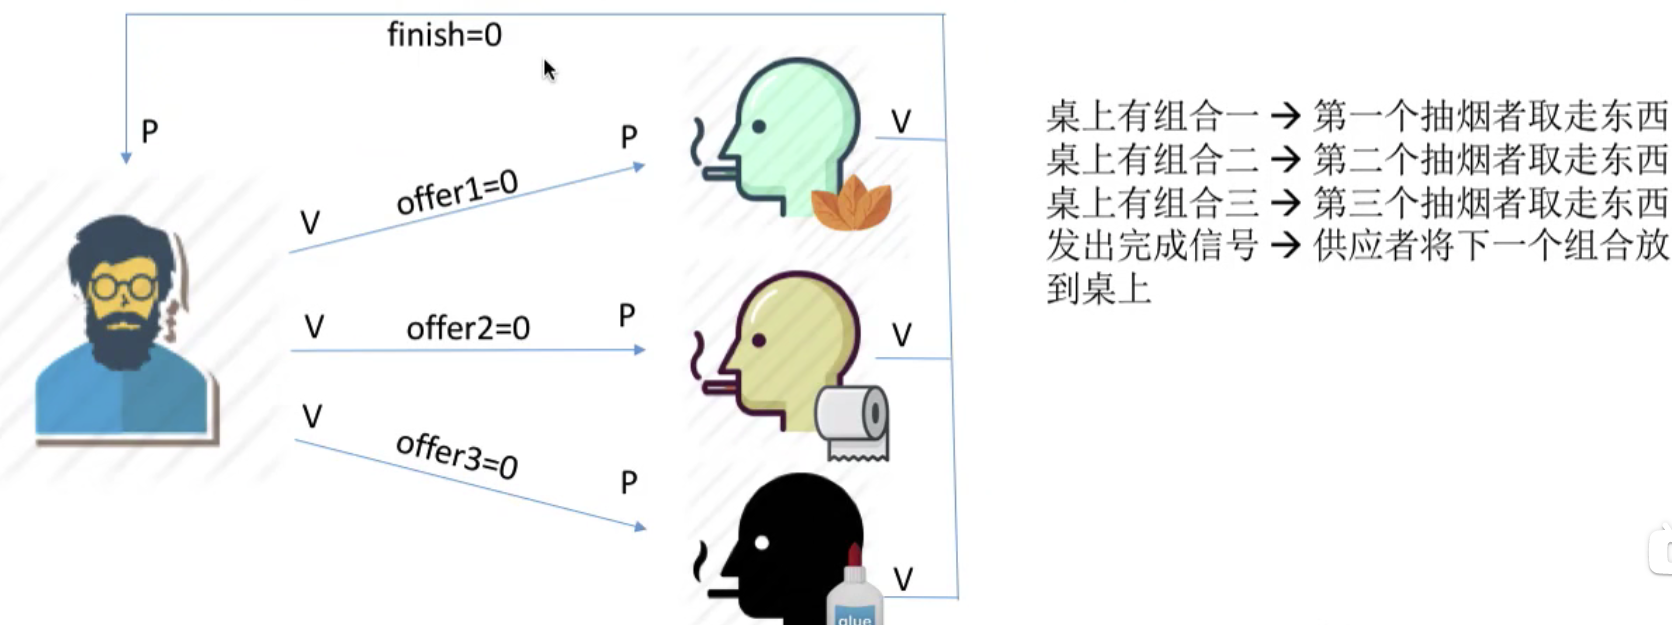 finish=0
P
P
V
offer1=0
V
V
offer2=0
P
V
V
offer3=0
P
V
glue
桌上有组合一 → 第一个抽烟者取走东西
桌上有组合二 → 第二个抽烟者取走东西
桌上有组合三 → 第三个抽烟者取走东西
发出完成信号 → 供应者将下一个组合放
到桌上